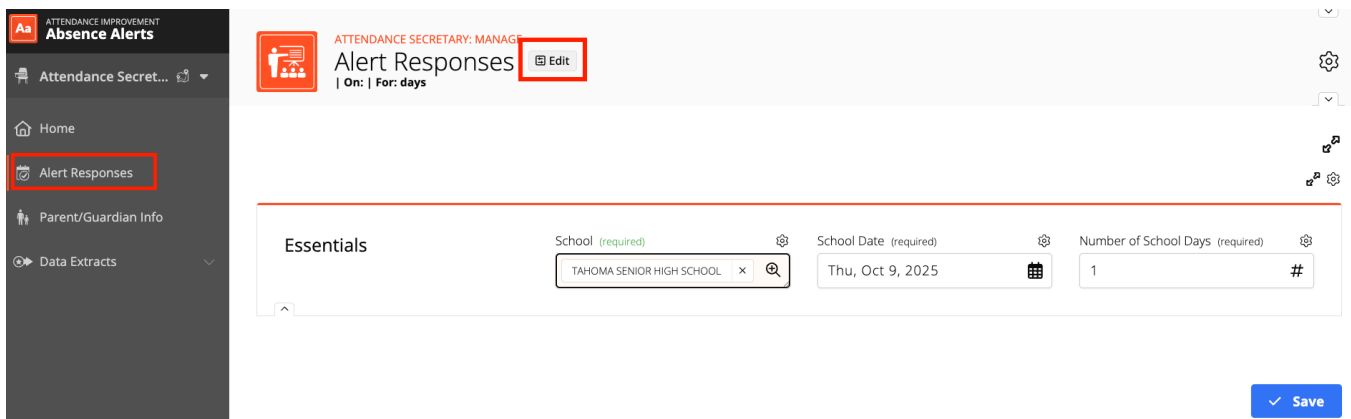 Aa
ATTENDANCE IMPROVEMENT
Absence Alerts
Attendance Secret...
Home
Alert Responses
Parent/Guardian Info
Data Extracts
ATTENDANCE SECRETARY: MANAGE
Alert Responses
Edit
| On: | For: days
Essentials
School (required)
TAHOMA SENIOR HIGH SCHOOL ×
School Date (required)
Thu, Oct 9, 2025
Number of School Days (required)
1 #
Save